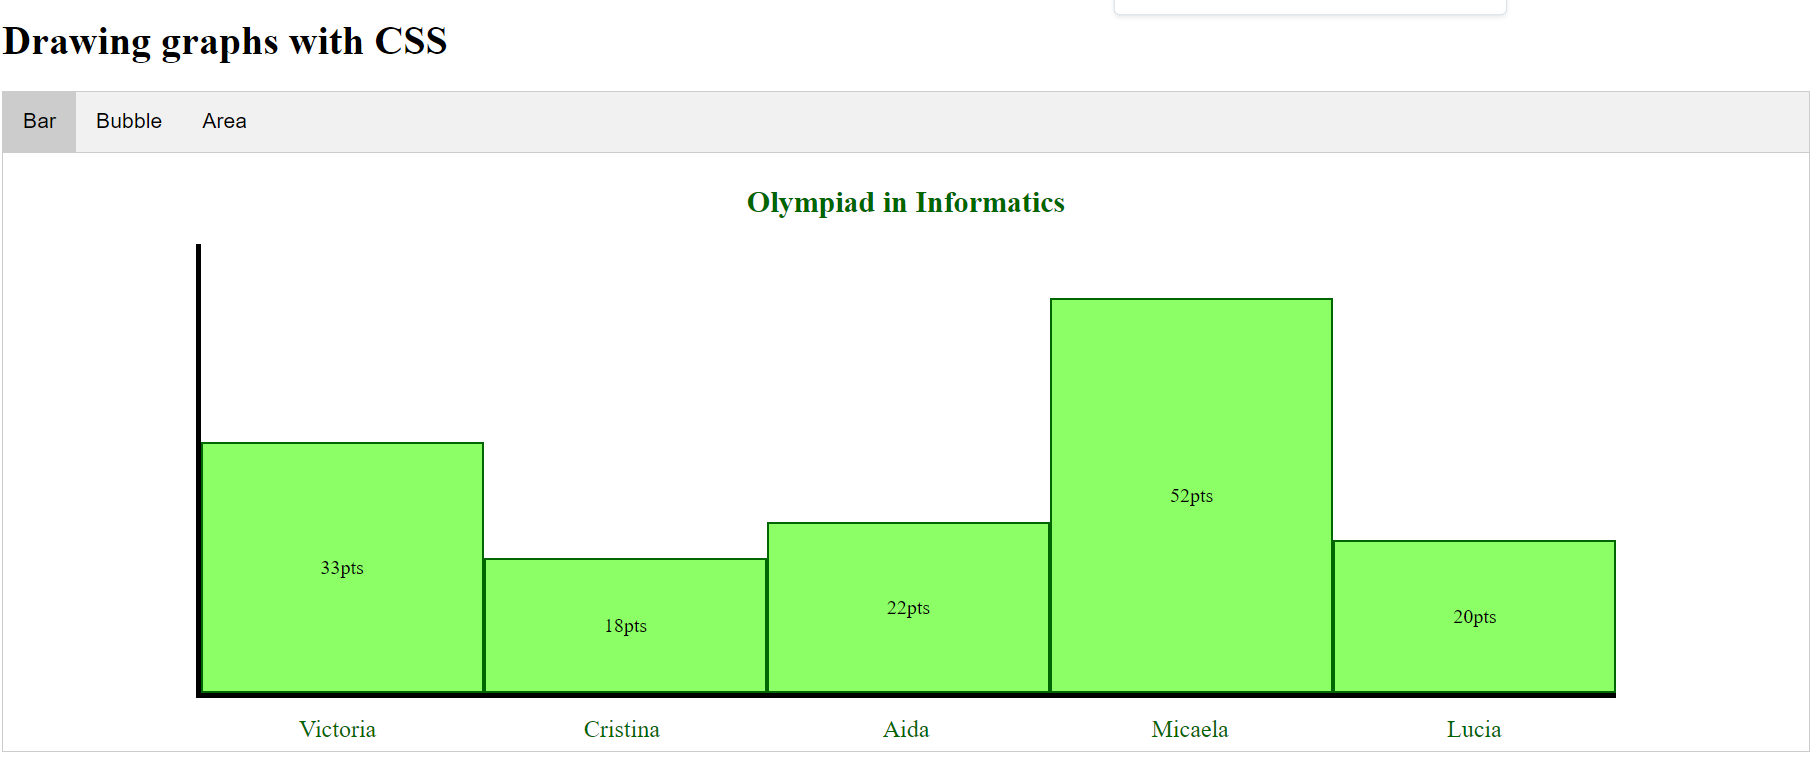 Drawing graphs with CSS
Bar Bubble Area
Olympiad in Informatics
52pts
33pts
22pts
20pts
18pts
Victoria Cristina Aida Micaela Lucia